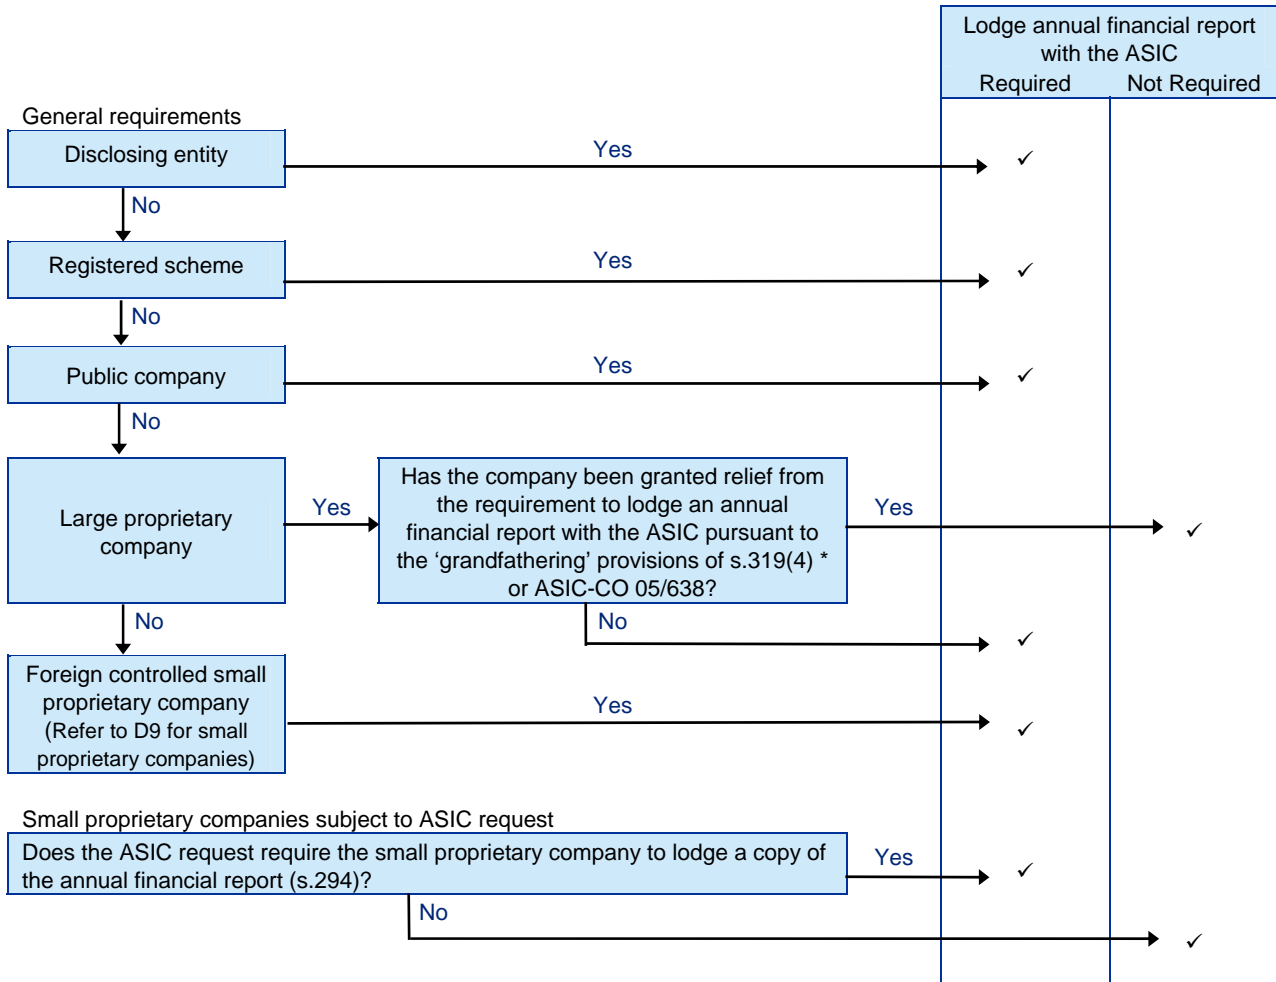 Lodge annual financial report
with the ASIC
Required Not Required
General requirements
Disclosing entity
Yes
✓
No
Registered scheme
Yes
✓
No
Public company
Yes
✓
No
Large proprietary
company
Yes
Has the company been granted relief from
the requirement to lodge an annual
financial report with the ASIC pursuant to
the ‘grandfathering’ provisions of s.319(4) *
or ASIC-CO 05/638?
Yes
✓
No
✓
No
Foreign controlled small
proprietary company
(Refer to D9 for small
proprietary companies)
Yes
✓
Small proprietary companies subject to ASIC request
Does the ASIC request require the small proprietary company to lodge a copy of
the annual financial report (s.294)?
Yes
✓
No
✓